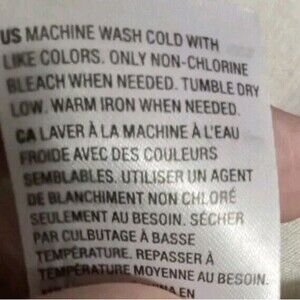 US MACHINE WASH COLD WITH
LIKE COLORS. ONLY NON-CHLORINE
BLEACH WHEN NEEDED. TUMBLE DRY
LOW. WARM IRON WHEN NEEDED.
CA LAVER À LA MACHINE À L'EAU
FROIDE AVEC DES COULEURS
SEMBLABLES. UTILISER UN AGENT
DE BLANCHIMENT NON CHLORÉ
SEULEMENT AU BESOIN. SÉCHER
PAR CULBUTAGE À BASSE
TEMPÉRATURE. REPASSER À
TEMPÉRATURE MOYENNE AU BESOIN.
EN